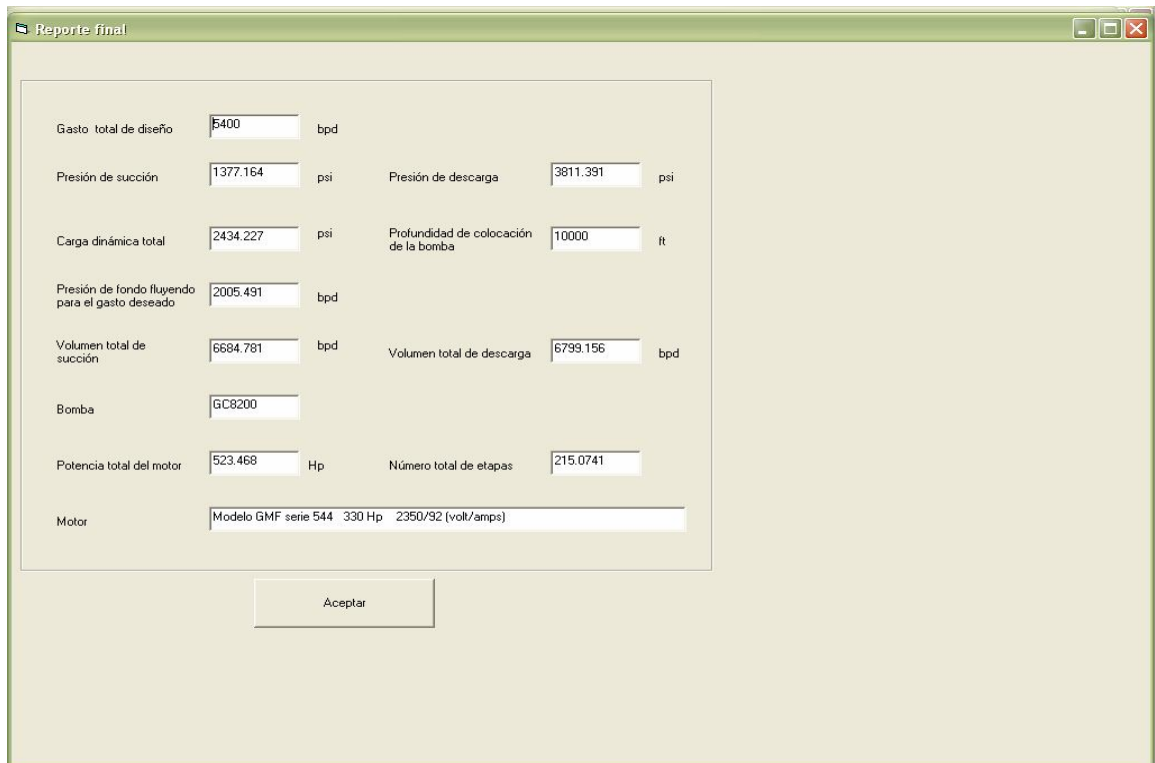 Reporte final
Gasto total de diseño 5400 bpd
Presión de succión 1377.164 psi Presión de descarga 3811.391 psi
Carga dinámica total 2434.227 psi Profundidad de colocación
de la bomba 10000 ft
Presión de fondo fluyendo
para el gasto deseado 2005.491 bpd
Volumen total de
succión 6684.781 bpd Volumen total de descarga 6799.156 bpd
Bomba GC8200
Potencia total del motor 523.468 Hp Número total de etapas 215.0741
Motor Modelo GMF serie 544 330 Hp 2350/92 (volt/amps)
Aceptar